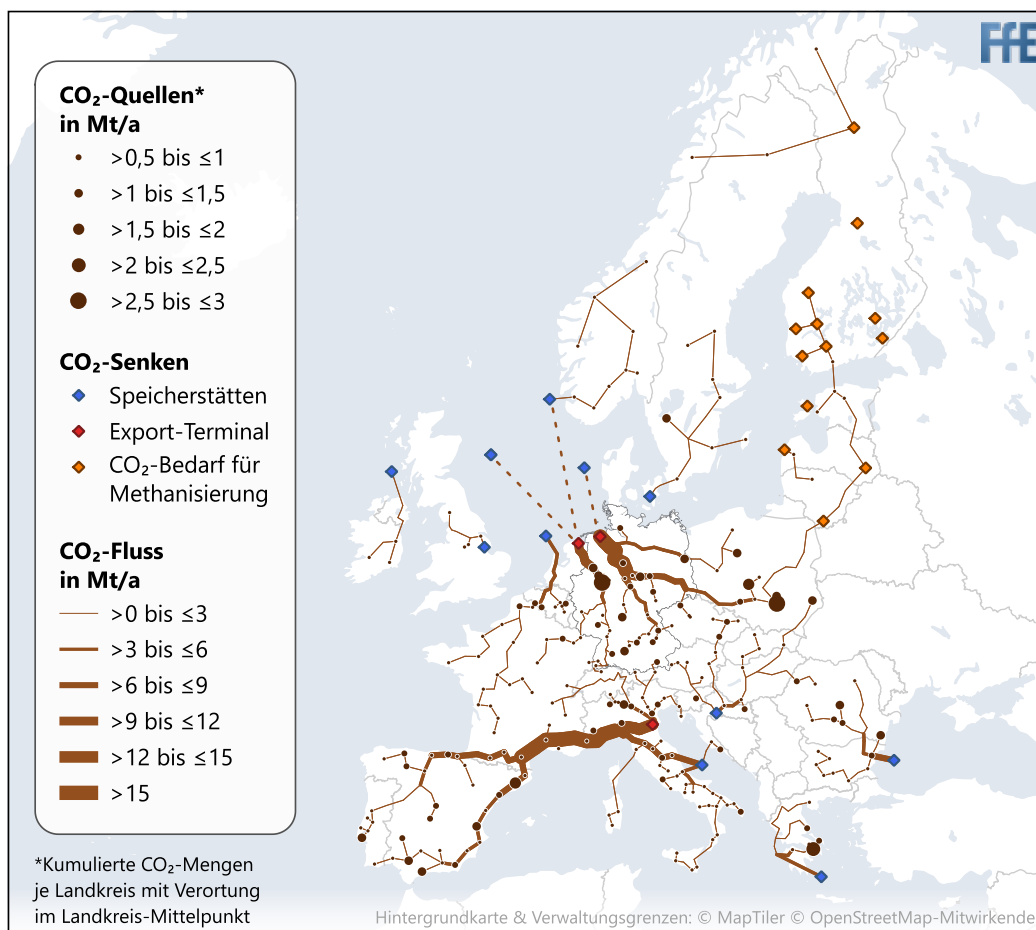 FfE
CO₂-Quellen*
in Mt/a
>0,5 bis ≤1
>1 bis ≤1,5
>1,5 bis ≤2
>2 bis ≤2,5
>2,5 bis ≤3
CO₂-Senken
Speicherstätten
Export-Terminal
CO₂-Bedarf für
Methanisierung
CO₂-Fluss
in Mt/a
>0 bis ≤3
>3 bis ≤6
>6 bis ≤9
>9 bis ≤12
>12 bis ≤15
>15
*Kumulierte CO₂-Mengen
je Landkreis mit Verortung
im Landkreis-Mittelpunkt
Hintergrundkarte & Verwaltungsgrenzen: © MapTiler © OpenStreetMap-Mitwirkende